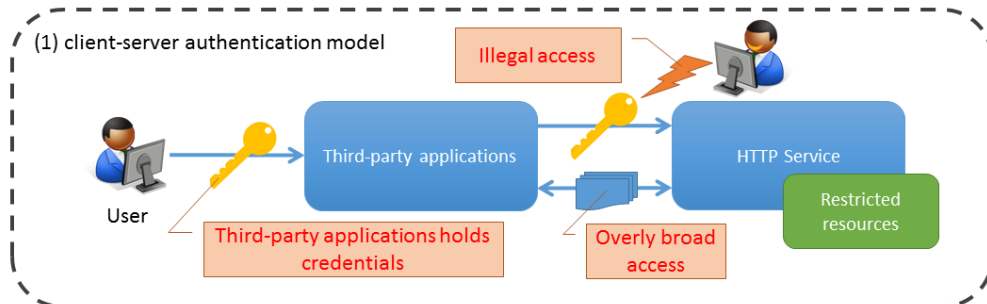 (1) client-server authentication model
Illegal access
Third-party applications
HTTP Service
User
Restricted
resources
Third-party applications holds
credentials
Overly broad
access